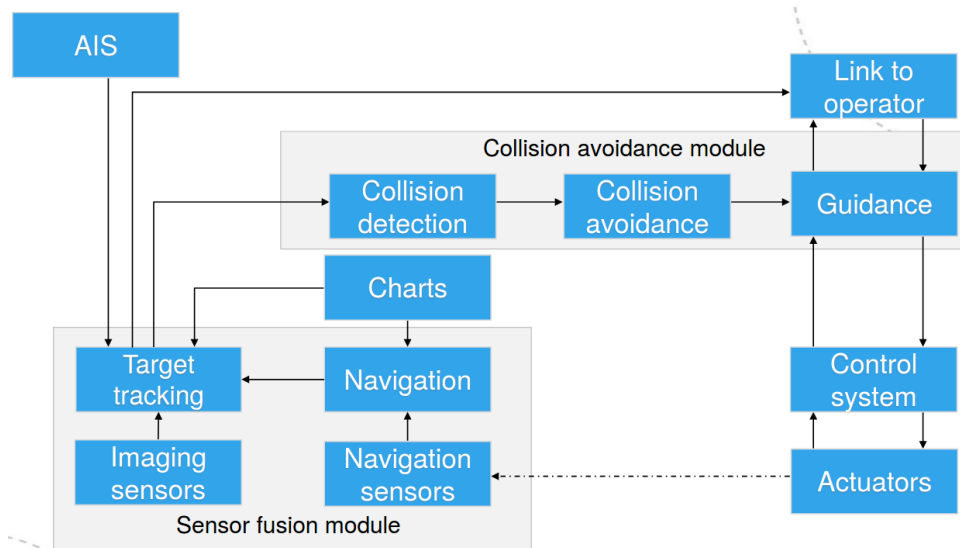 AIS
Link to
operator
Collision avoidance module
Collision
detection
Collision
avoidance
Guidance
Charts
Target
tracking
Navigation
Control
system
Imaging
sensors
Navigation
sensors
Actuators
Sensor fusion module